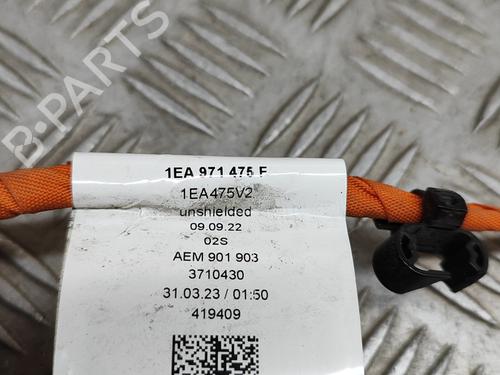 B-PARTS
1EA 971 475 F
1EA475V2
unshielded
09.09.22
02S
AEM 901 903
3710430
31.03.23 / 01:50
419409